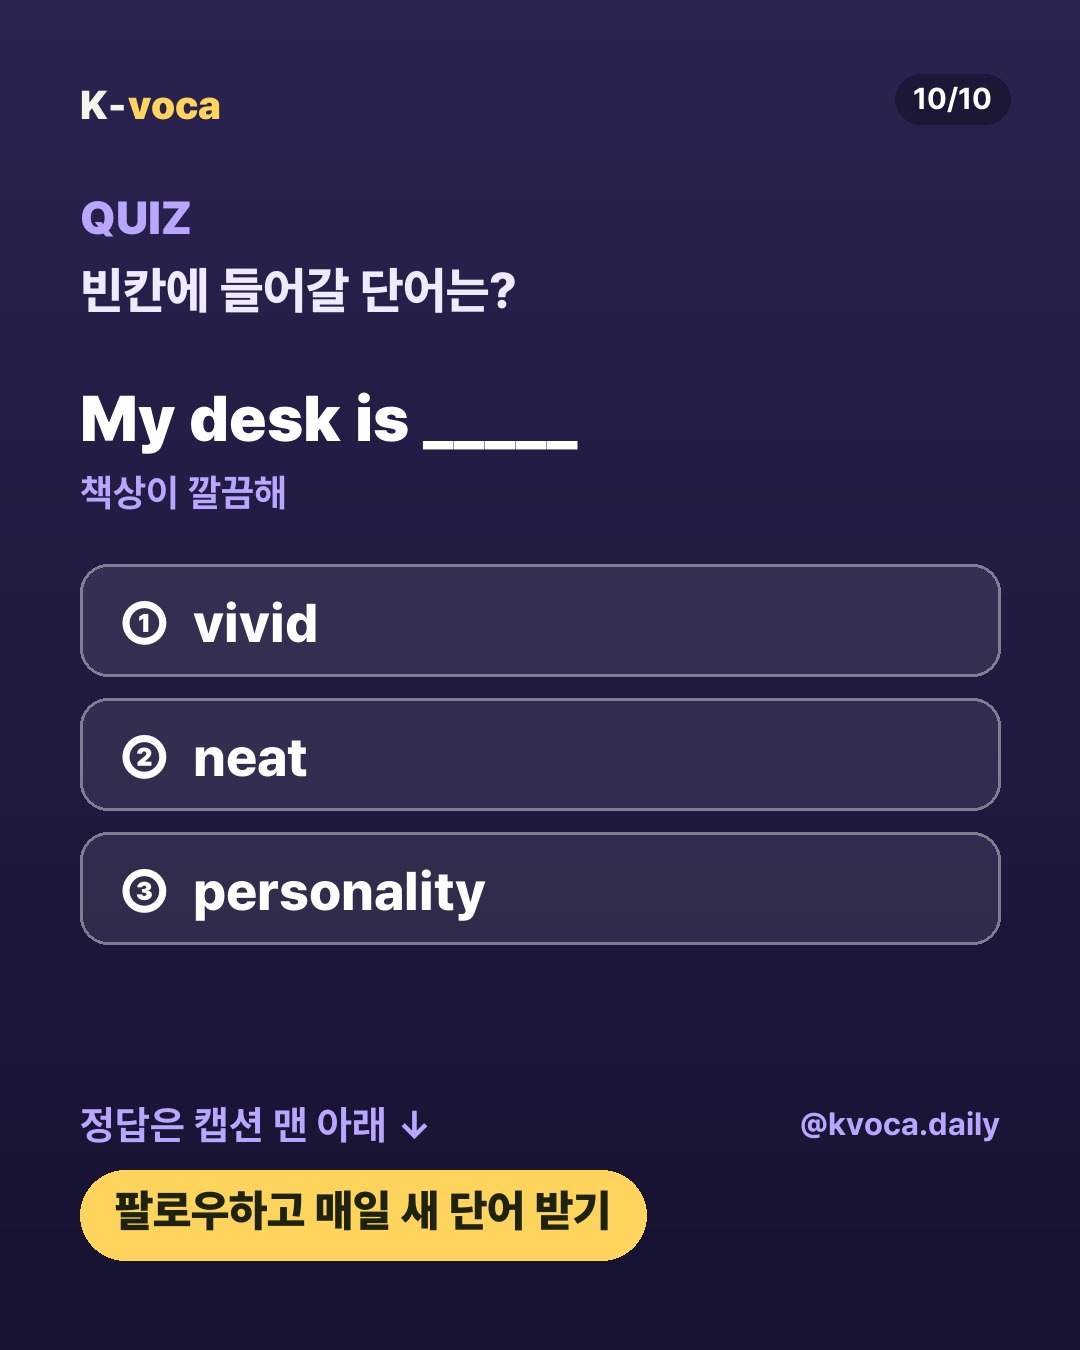 K-voca
10/10
QUIZ
빈칸에 들어갈 단어는?
My desk is _____
책상이 깔끔해
① vivid
② neat
③ personality
정답은 캡션 맨 아래 ↓
@kvoca.daily
팔로우하고 매일 새 단어 받기